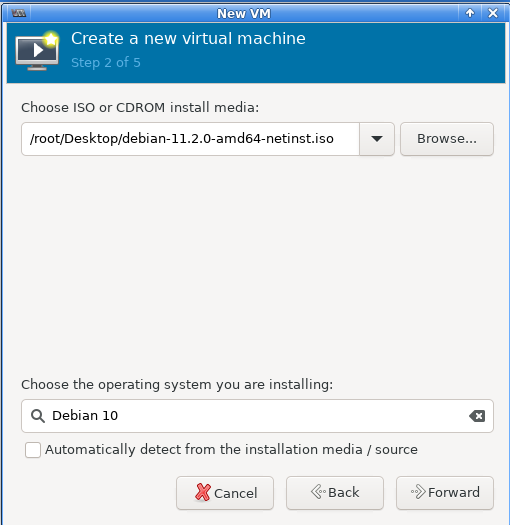 New VM
Create a new virtual machine
Step 2 of 5
Choose ISO or CDROM install media:
/root/Desktop/debian-11.2.0-amd64-netinst.iso
Browse...
Choose the operating system you are installing:
Debian 10
Automatically detect from the installation media / source
Cancel
Back
Forward